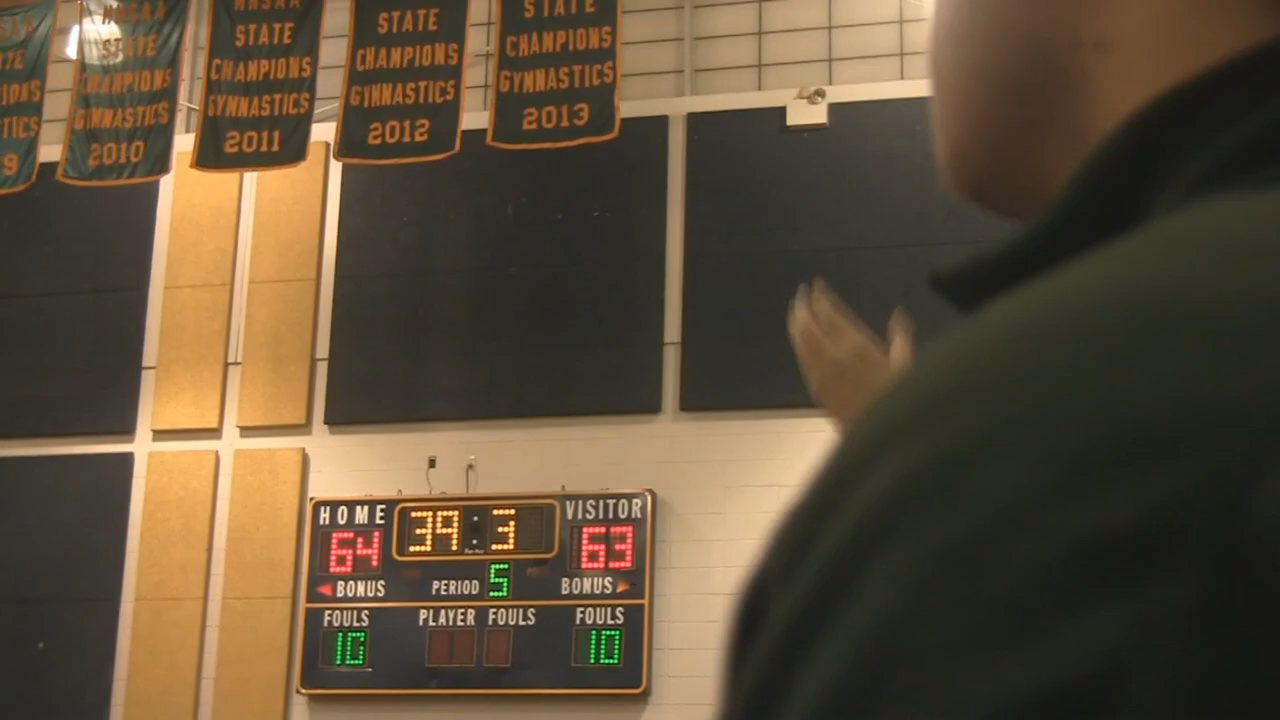 STATE
CHAMPIONS
GYMNASTICS
2010
MHSAA
STATE
CHAMPIONS
GYMNASTICS
2011
STATE
CHAMPIONS
GYMNASTICS
2012
STATE
CHAMPIONS
GYMNASTICS
2013
HOME
39:3
VISITOR
64
63
BONUS
PERIOD 5
BONUS
FOULS
PLAYER FOULS
FOULS
10
10